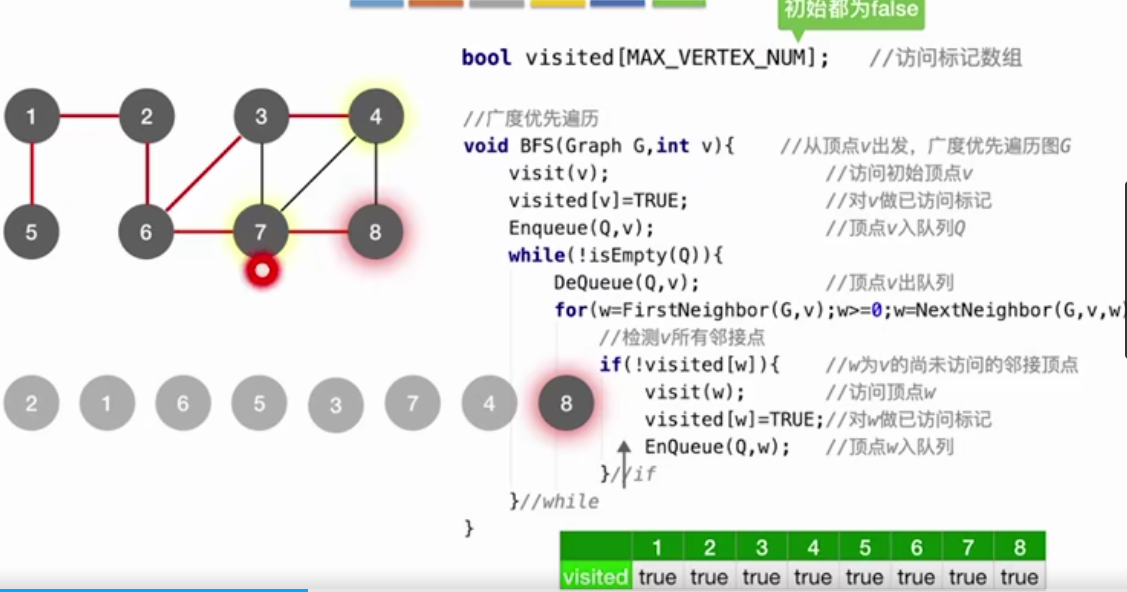 初始都为false
bool visited[MAX_VERTEX_NUM]; //访问标记数组
//广度优先遍历
void BFS(Graph G,int v){ //从顶点v出发，广度优先遍历图G
visit(v); //访问初始顶点v
visited[v]=TRUE; //对v做已访问标记
Enqueue(Q,v); //顶点v入队列Q
while(!isEmpty(Q)){
DeQueue(Q,v); //顶点v出队列
for(w=FirstNeighbor(G,v);w>=0;w=NextNeighbor(G,v,w)
//检测v所有邻接点
if(!visited[w]){ //w为v的尚未访问的邻接顶点
visit(w); //访问顶点w
visited[w]=TRUE;//对w做已访问标记
EnQueue(Q,w); //顶点w入队列
}//if
}//while
}
1 2 3 4
5 6 7 8
2 1 6 5 3 7 4 8
1 2 3 4 5 6 7 8
visited true true true true true true true true